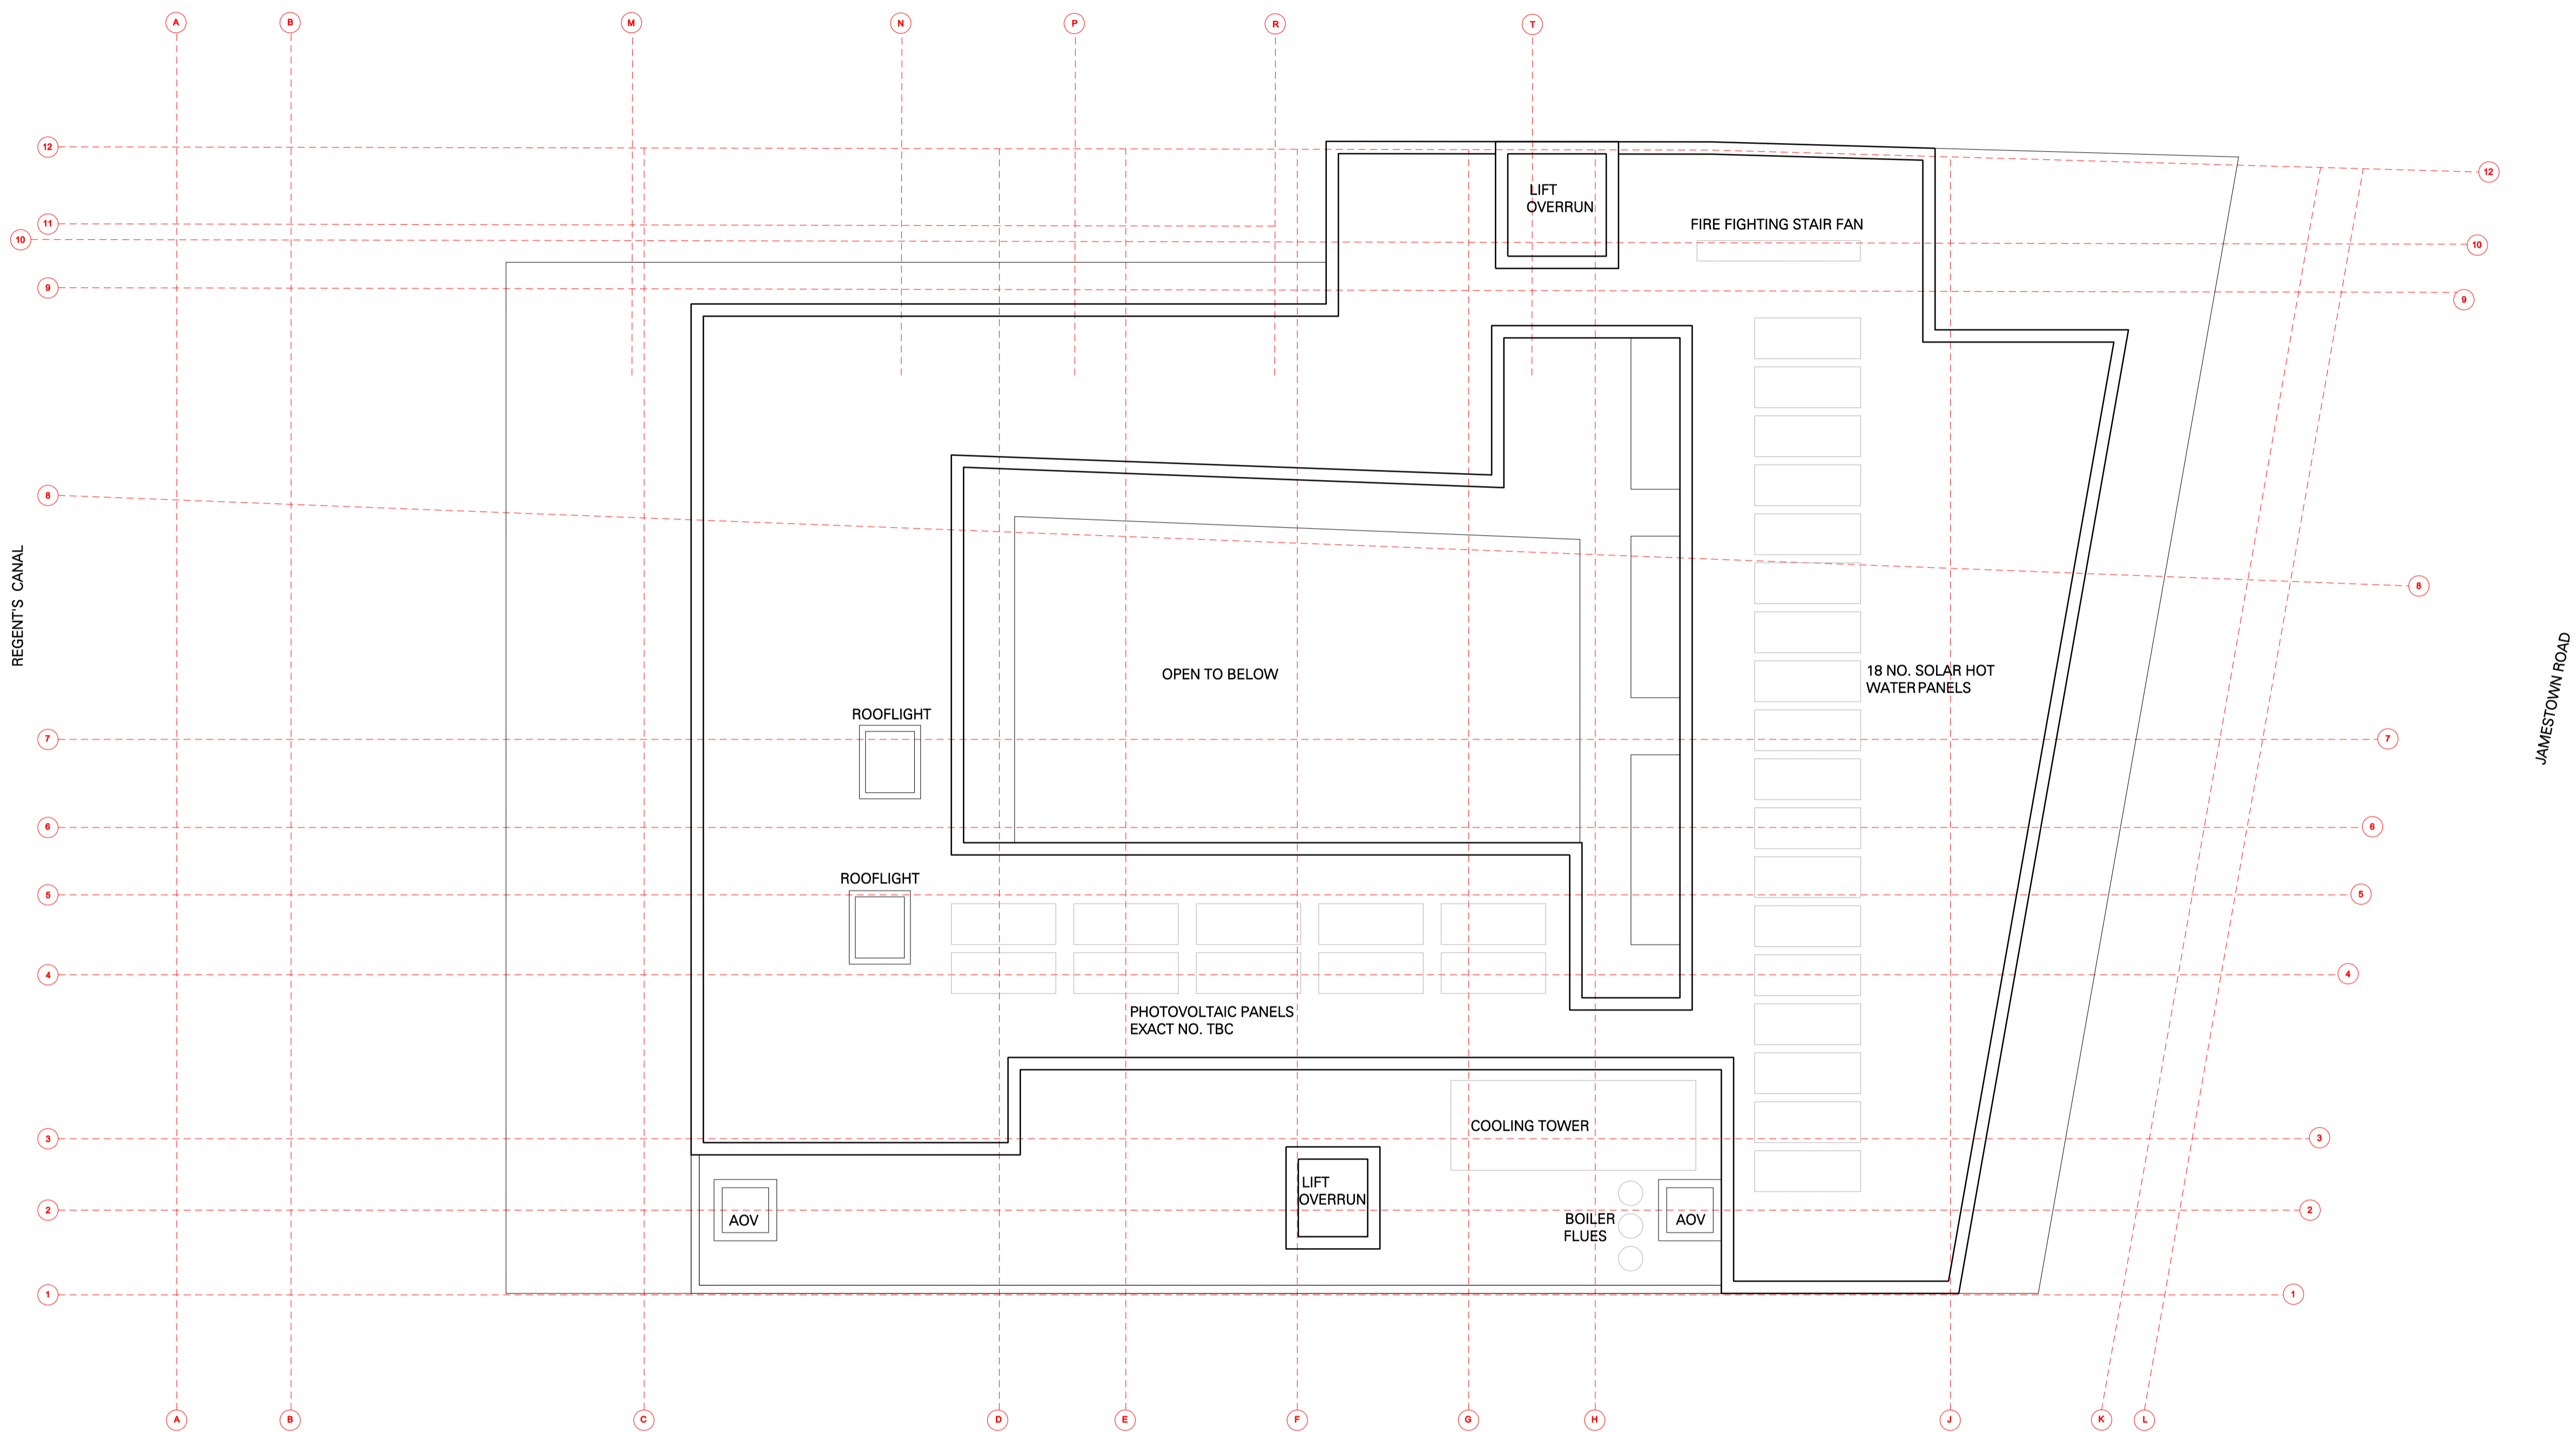 A
B
M
N
P
R
T
12
12
11
10
10
9
9
8
8
7
7
6
6
5
5
4
4
3
3
2
2
1
1
LIFT
OVERRUN
FIRE FIGHTING STAIR FAN
REGENT'S CANAL
OPEN TO BELOW
18 NO. SOLAR HOT
WATER PANELS
JAMESTOWN ROAD
ROOFLIGHT
ROOFLIGHT
PHOTOVOLTAIC PANELS
EXACT NO. TBC
COOLING TOWER
LIFT
OVERRUN
AOV
BOILER
FLUES
AOV
A
B
C
D
E
F
G
H
J
K
L